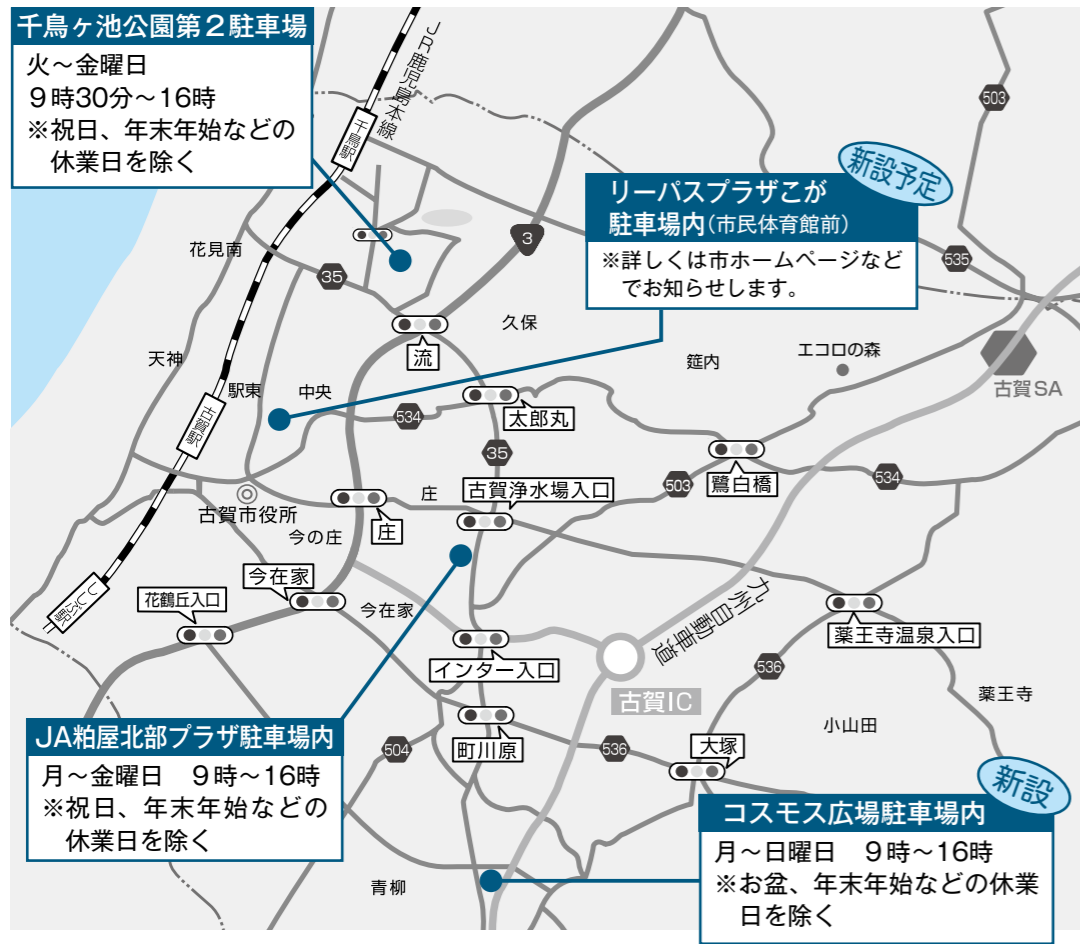 千鳥ヶ池公園第２駐車場
火～金曜日
９時30分～16時
※祝日、年末年始などの
休業日を除く
JR鹿児島本線
千鳥駅
503
新設予定
リーパスプラザこが
駐車場内(市民体育館前)
※詳しくは市ホームページなど
でお知らせします。
3
535
花見南
35
久保
流
天神
駅東
中央
筵内
エコロの森
古賀SA
古賀駅
534
太郎丸
35
鷺白橋
503
534
庄
古賀浄水場入口
古賀市役所
庄
今の庄
今在家
ししぶ駅
花鶴丘入口
今在家
九州自動車道
薬王寺温泉入口
インター入口
536
古賀IC
薬王寺
小山田
JA粕屋北部プラザ駐車場内
月～金曜日　９時～16時
※祝日、年末年始などの
休業日を除く
504
町川原
536
大塚
新設
コスモス広場駐車場内
月～日曜日　９時～16時
※お盆、年末年始などの休業
日を除く
青柳